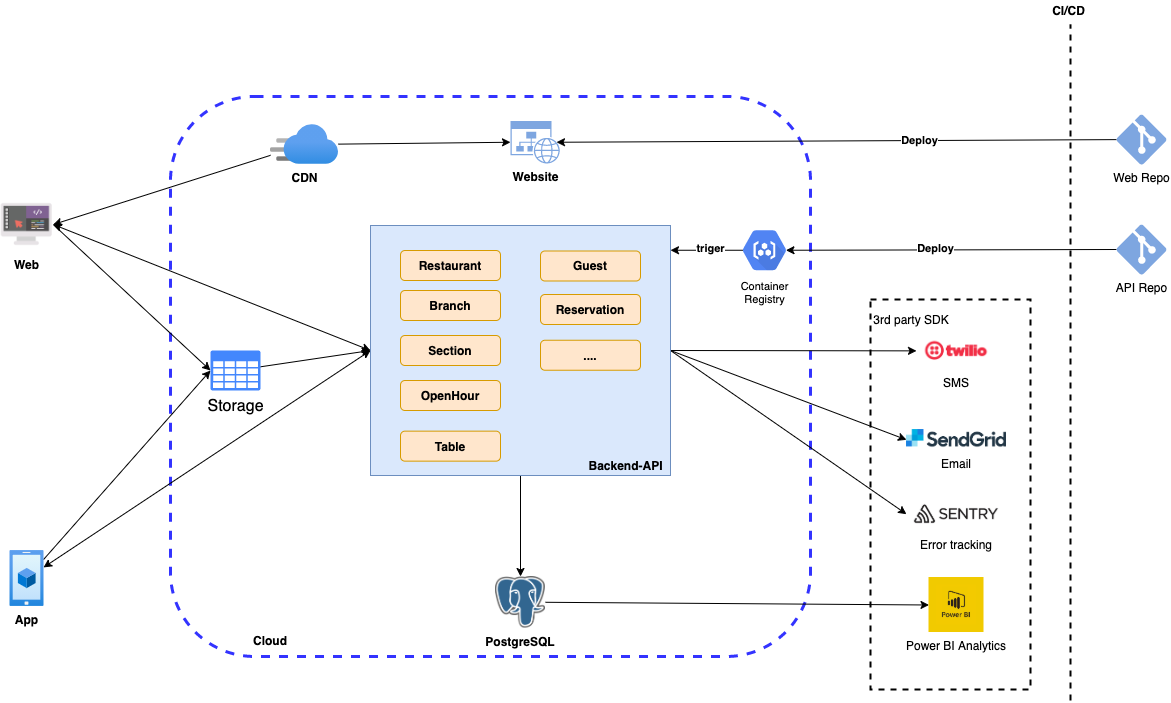 CI/CD
Deploy
CDN
Website
Web Repo
Web
triger
Deploy
Container
Registry
API Repo
Restaurant
Guest
Branch
Reservation
Section
....
OpenHour
Table
Backend-API
Storage
3rd party SDK
twilio
SMS
SendGrid
Email
SENTRY
Error tracking
Power BI
Power BI Analytics
App
Cloud
PostgreSQL